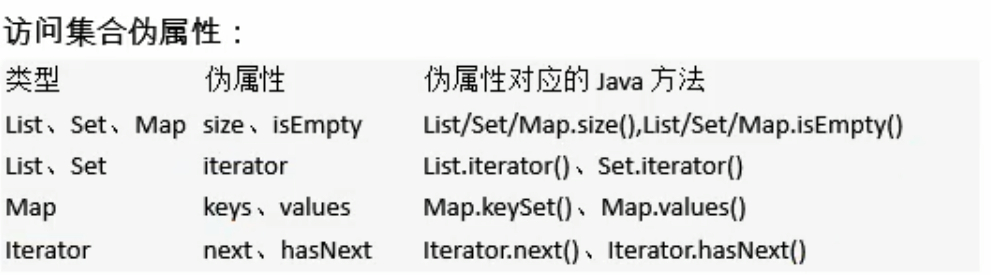 访问集合伪属性：
类型 伪属性 伪属性对应的 Java 方法
List、Set、Map size、isEmpty List/Set/Map.size(),List/Set/Map.isEmpty()
List、Set iterator List.iterator()、Set.iterator()
Map keys、values Map.keySet()、Map.values()
Iterator next、hasNext Iterator.next()、Iterator.hasNext()